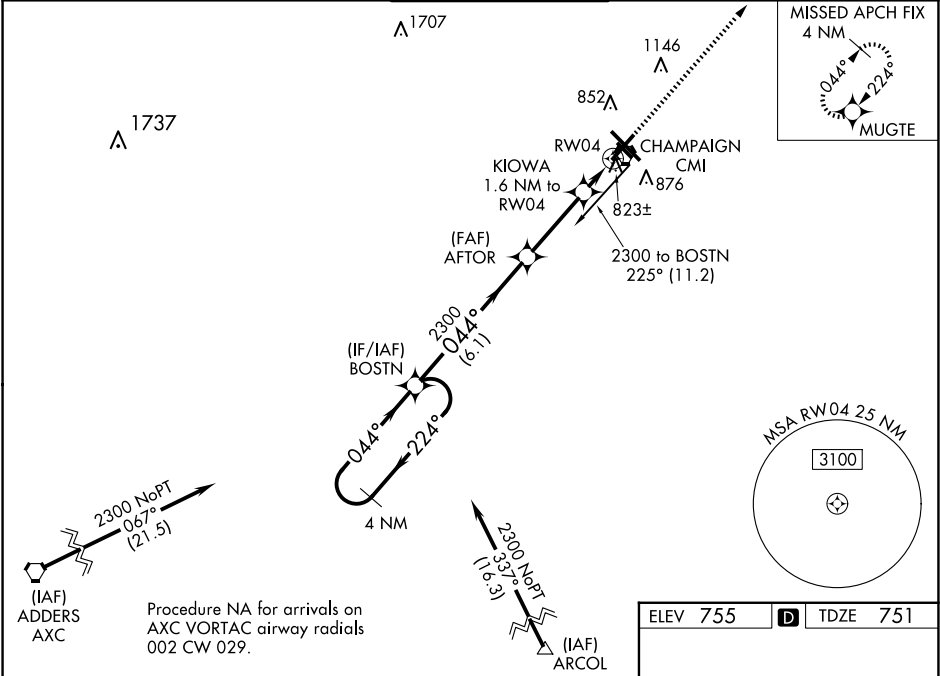 1707
1146
MISSED APCH FIX
4 NM
044°
224°
MUGTE
1737
852
RW04
CHAMPAIGN
CMI
KIOWA
1.6 NM to
RW04
876
823±
(FAF)
AFTOR
2300 to BOSTN
225° (11.2)
2300
044°
(6.1)
(IF/IAF)
BOSTN
044°
224°
4 NM
MSA RW04 25 NM
3100
2300 NoPT
067°
(21.5)
2300 NoPT
337°
(16.3)
(IAF)
ADDERS
AXC
Procedure NA for arrivals on
AXC VORTAC airway radials
002 CW 029.
(IAF)
ARCOL
ELEV 755 D TDZE 751